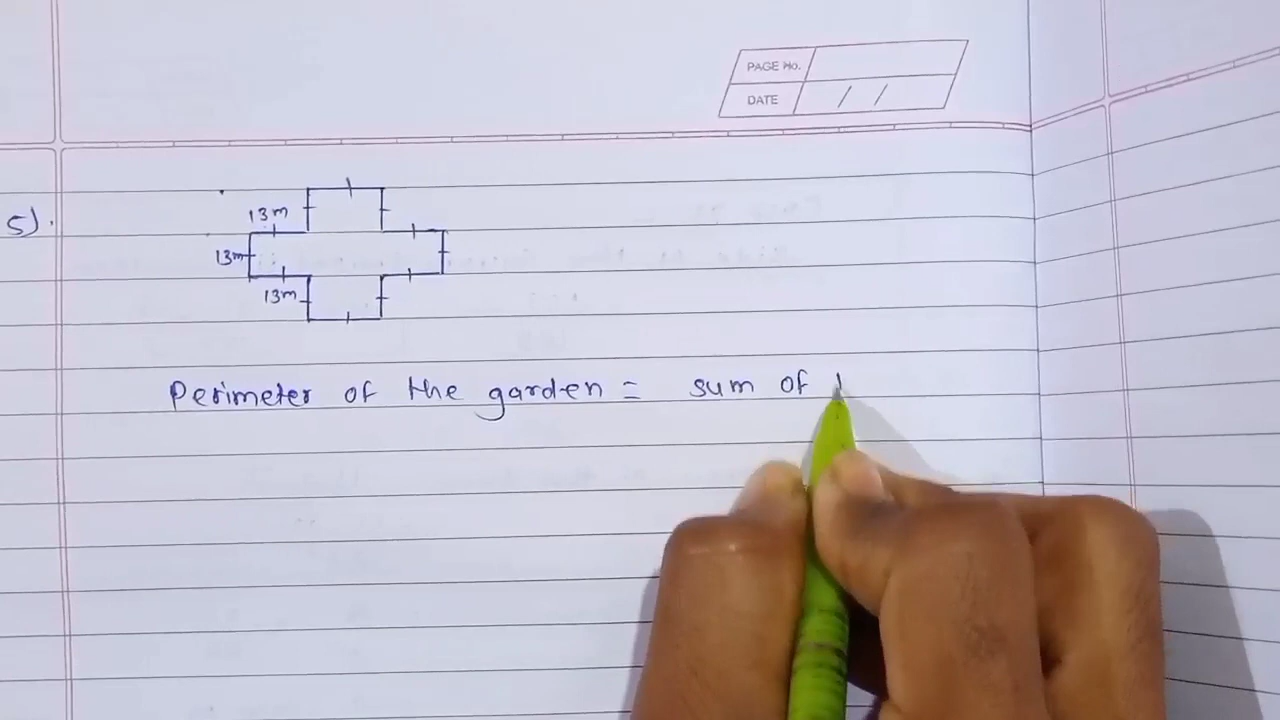 PAGE No.
DATE / /
5).
13m
13m
13m
Perimeter of the garden = sum of